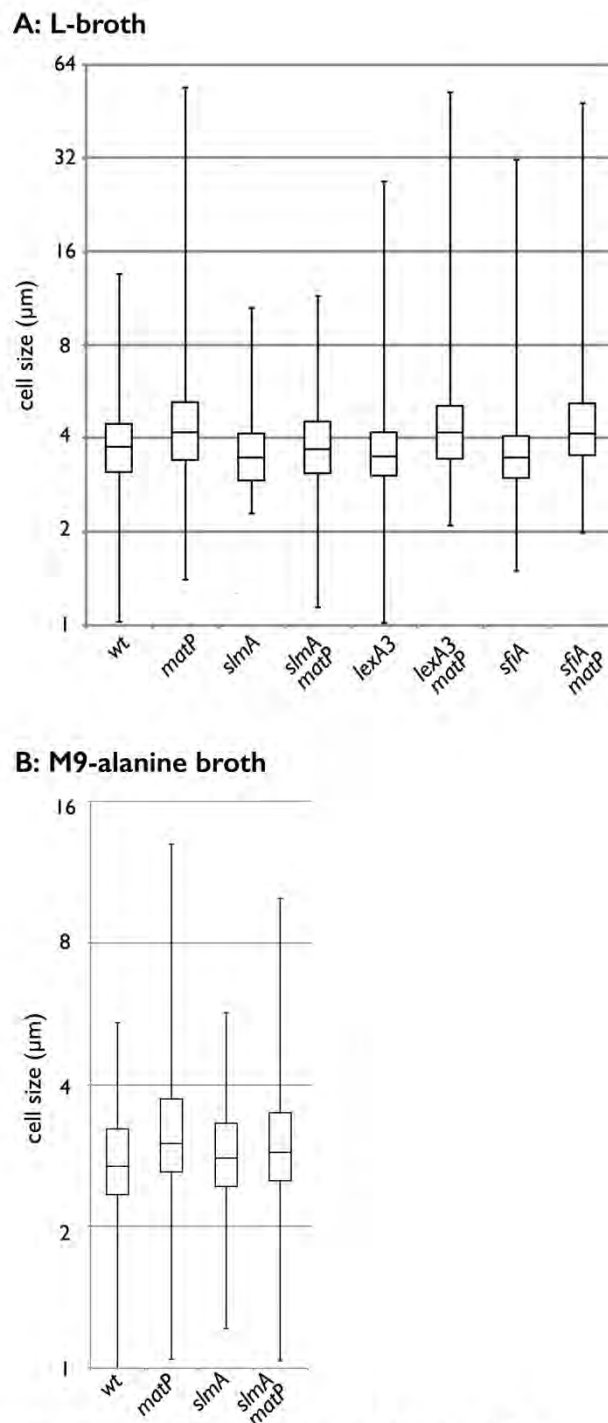 A: L-broth
64
32
16
8
4
2
1
cell size (µm)
wt
matP
slmA
slmA
matP
lexA3
lexA3
matP
sfiA
sfiA
matP
B: M9-alanine broth
16
8
4
2
1
cell size (µm)
wt
matP
slmA
slmA
matP